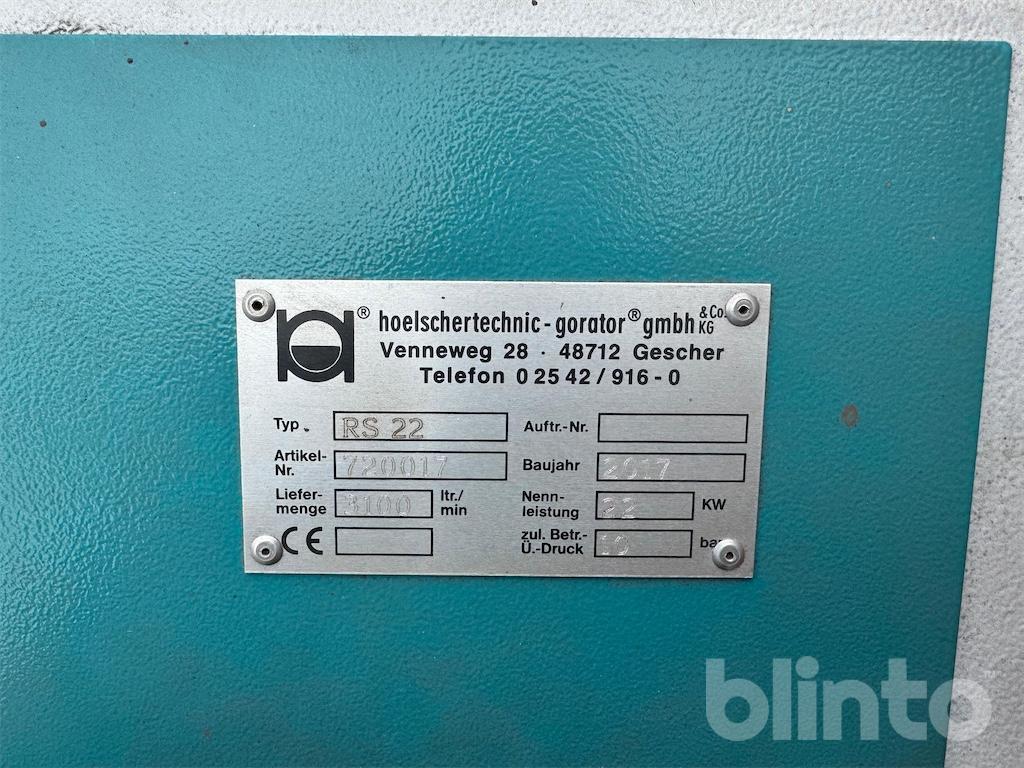 ® hoelschertechnic-gorator® gmbh & Co. KG
Venneweg 28 · 48712 Gescher
Telefon 0 25 42 / 916 - 0
Typ. RS 22 Auftr.-Nr.
Artikel-Nr. 720017 Baujahr 2017
Liefer-menge 3100 ltr./min Nenn-leistung 22 KW
CE zul. Betr.-Ü.-Druck 10 bar
blinto